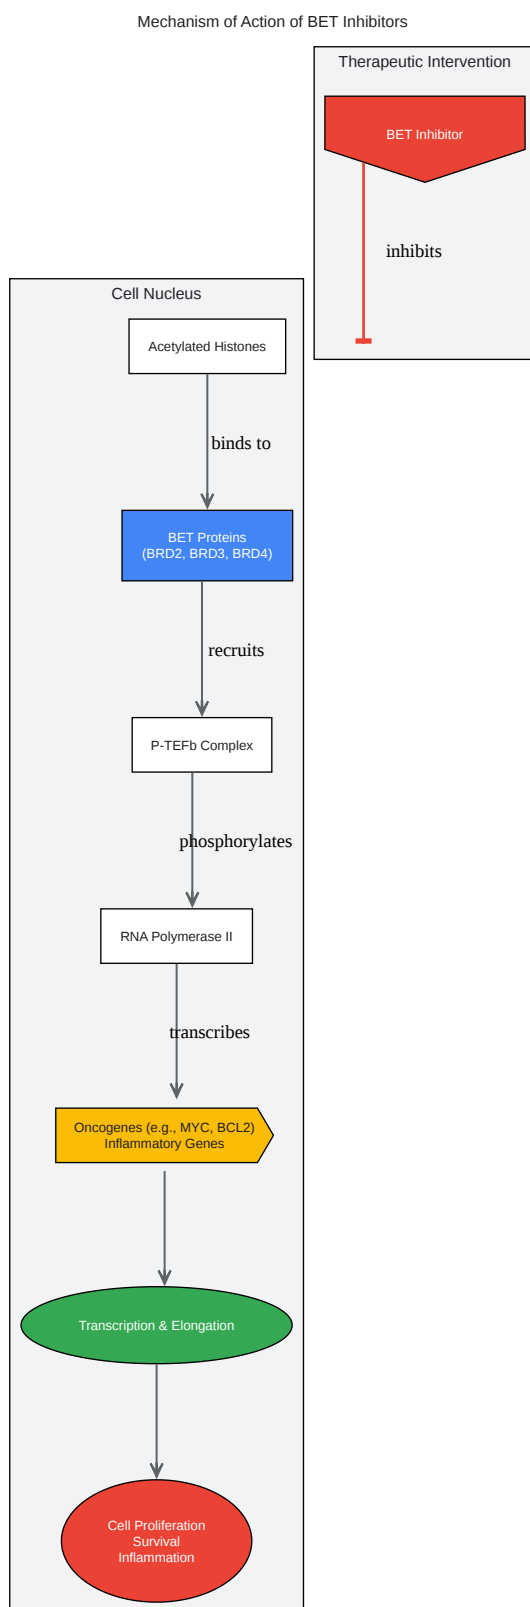 Mechanism of Action of BET Inhibitors
Therapeutic Intervention
BET Inhibitor
inhibits
Cell Nucleus
Acetylated Histones
binds to
BET Proteins
(BRD2, BRD3, BRD4)
recruits
P-TEFb Complex
phosphorylates
RNA Polymerase II
transcribes
Oncogenes (e.g., MYC, BCL2)
Inflammatory Genes
Transcription & Elongation
Cell Proliferation
Survival
Inflammation